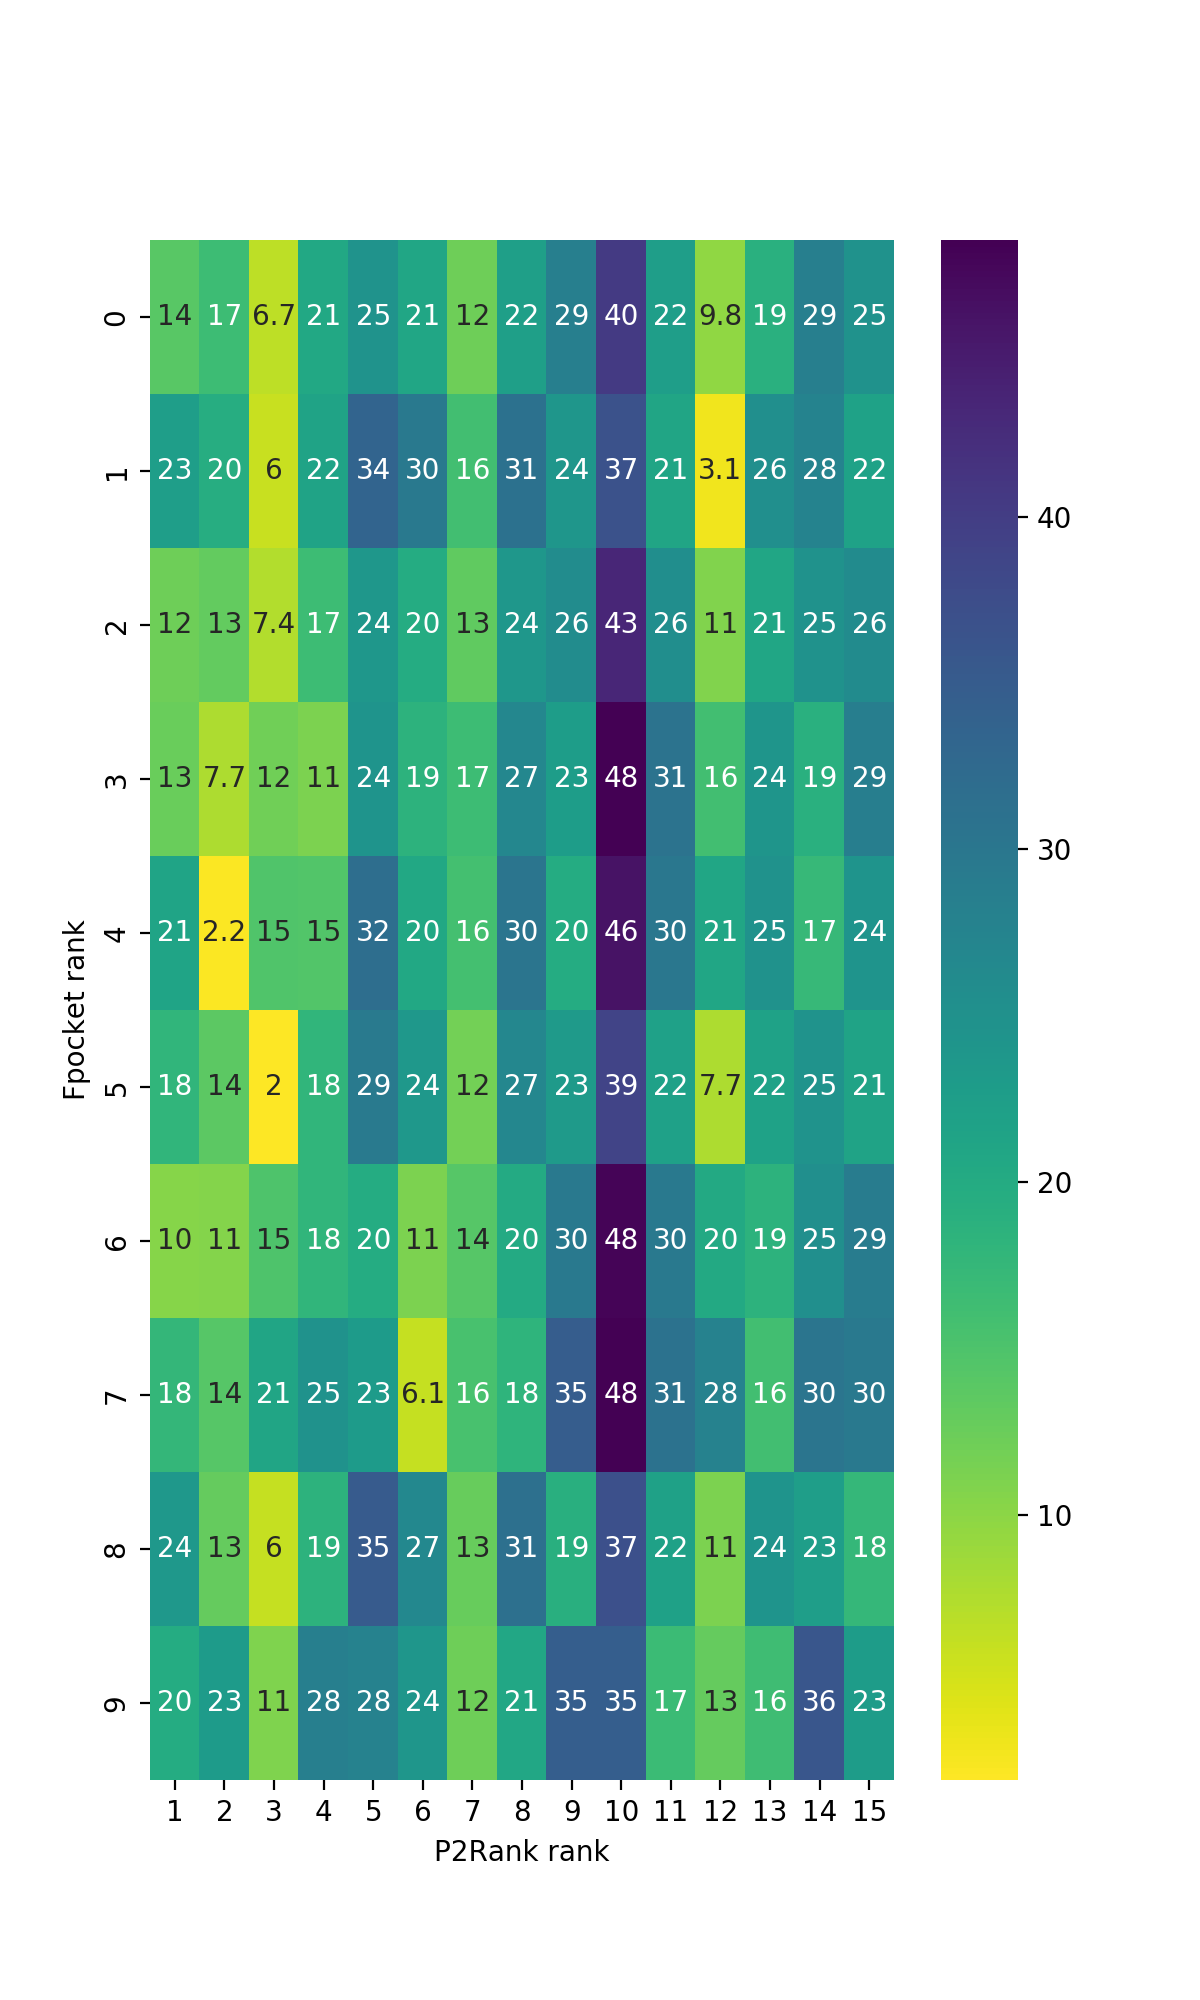 0 14 17 6.7 21 25 21 12 22 29 40 22 9.8 19 29 25
1 23 20 6 22 34 30 16 31 24 37 21 3.1 26 28 22
2 12 13 7.4 17 24 20 13 24 26 43 26 11 21 25 26
3 13 7.7 12 11 24 19 17 27 23 48 31 16 24 19 29
4 21 2.2 15 15 32 20 16 30 20 46 30 21 25 17 24
5 18 14 2 18 29 24 12 27 23 39 22 7.7 22 25 21
6 10 11 15 18 20 11 14 20 30 48 30 20 19 25 29
7 18 14 21 25 23 6.1 16 18 35 48 31 28 16 30 30
8 24 13 6 19 35 27 13 31 19 37 22 11 24 23 18
9 20 23 11 28 28 24 12 21 35 35 17 13 16 36 23
1 2 3 4 5 6 7 8 9 10 11 12 13 14 15
P2Rank rank
Fpocket rank
40
30
20
10